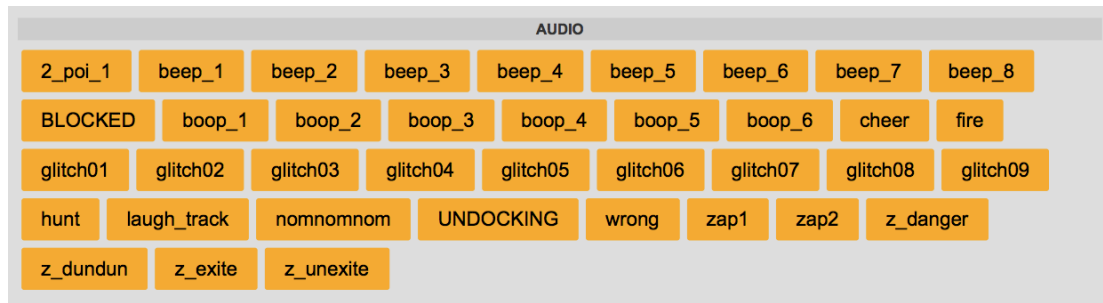 AUDIO
2_poi_1 beep_1 beep_2 beep_3 beep_4 beep_5 beep_6 beep_7 beep_8
BLOCKED boop_1 boop_2 boop_3 boop_4 boop_5 boop_6 cheer fire
glitch01 glitch02 glitch03 glitch04 glitch05 glitch06 glitch07 glitch08 glitch09
hunt laugh_track nomnomnom UNDOCKING wrong zap1 zap2 z_danger
z_dundun z_exite z_unexite